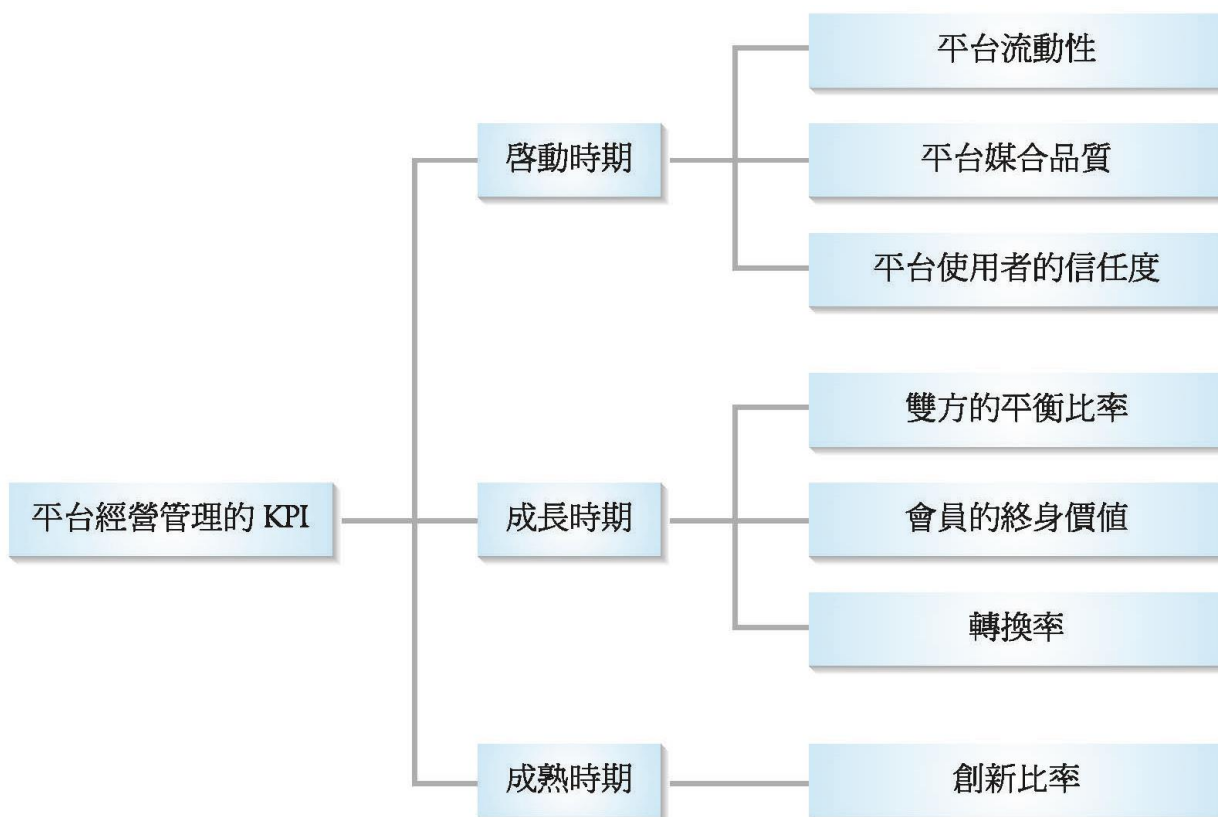 平台經營管理的 KPI
啓動時期
平台流動性
平台媒合品質
平台使用者的信任度
成長時期
雙方的平衡比率
會員的終身價值
轉換率
成熟時期
創新比率